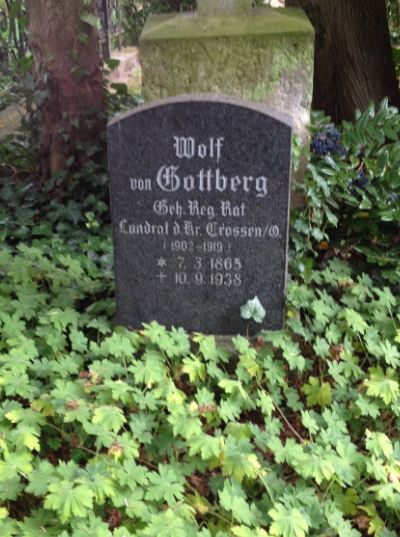 Wolf
von Gottberg
Geh. Reg. Rat
Landrat d. Kr. Crossen/O.
(1902-1919)
* 7. 3. 1865
† 10. 9. 1938